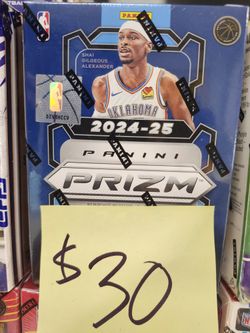 PANINI
SHAI
GILGEOUS
ALEXANDER
OKLAHOMA
2024-25
PANINI
PRIZM
$30